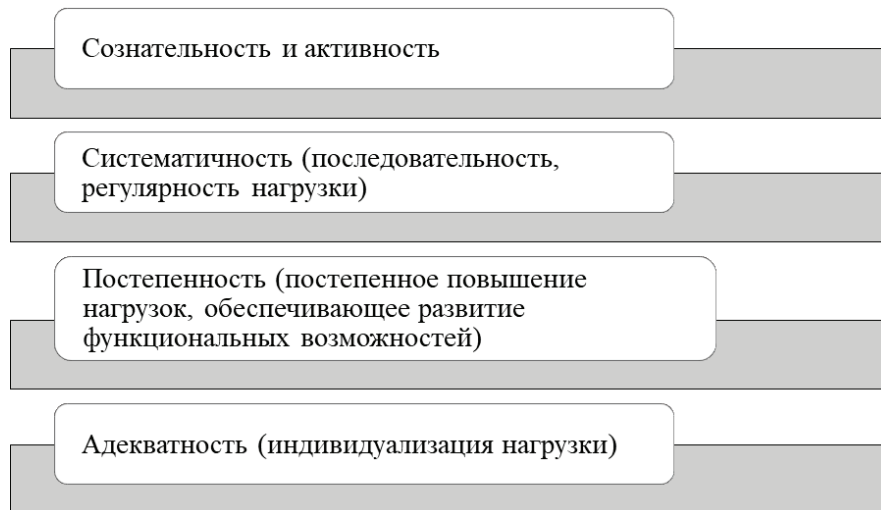 Сознательность и активность
Систематичность (последовательность,
регулярность нагрузки)
Постепенность (постепенное повышение
нагрузок, обеспечивающее развитие
функциональных возможностей)
Адекватность (индивидуализация нагрузки)